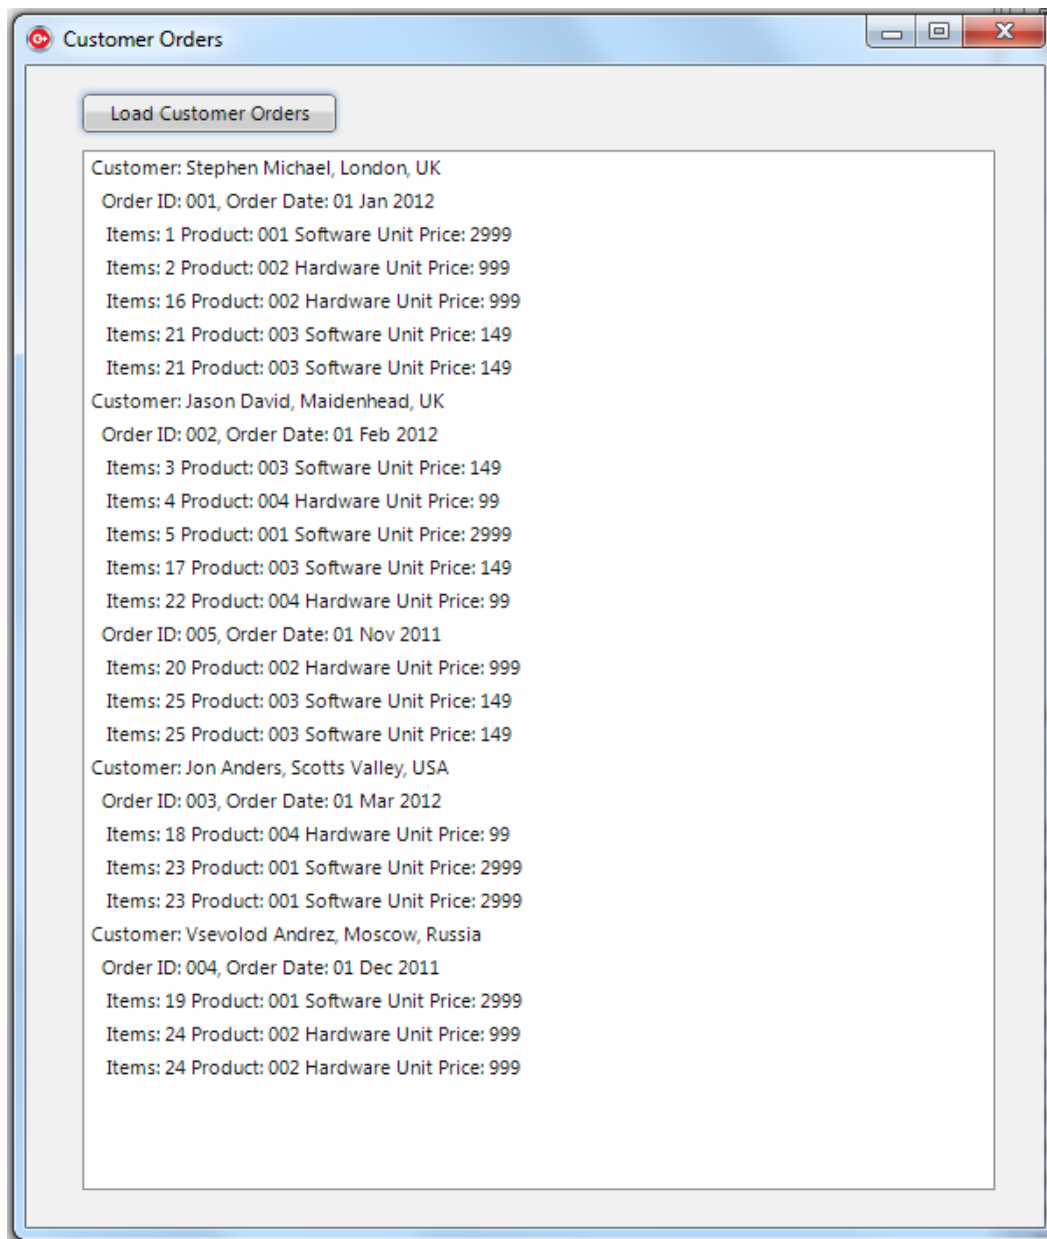 Customer Orders
Load Customer Orders
Customer: Stephen Michael, London, UK
Order ID: 001, Order Date: 01 Jan 2012
Items: 1 Product: 001 Software Unit Price: 2999
Items: 2 Product: 002 Hardware Unit Price: 999
Items: 16 Product: 002 Hardware Unit Price: 999
Items: 21 Product: 003 Software Unit Price: 149
Items: 21 Product: 003 Software Unit Price: 149
Customer: Jason David, Maidenhead, UK
Order ID: 002, Order Date: 01 Feb 2012
Items: 3 Product: 003 Software Unit Price: 149
Items: 4 Product: 004 Hardware Unit Price: 99
Items: 5 Product: 001 Software Unit Price: 2999
Items: 17 Product: 003 Software Unit Price: 149
Items: 22 Product: 004 Hardware Unit Price: 99
Order ID: 005, Order Date: 01 Nov 2011
Items: 20 Product: 002 Hardware Unit Price: 999
Items: 25 Product: 003 Software Unit Price: 149
Items: 25 Product: 003 Software Unit Price: 149
Customer: Jon Anders, Scotts Valley, USA
Order ID: 003, Order Date: 01 Mar 2012
Items: 18 Product: 004 Hardware Unit Price: 99
Items: 23 Product: 001 Software Unit Price: 2999
Items: 23 Product: 001 Software Unit Price: 2999
Customer: Vsevolod Andrez, Moscow, Russia
Order ID: 004, Order Date: 01 Dec 2011
Items: 19 Product: 001 Software Unit Price: 2999
Items: 24 Product: 002 Hardware Unit Price: 999
Items: 24 Product: 002 Hardware Unit Price: 999